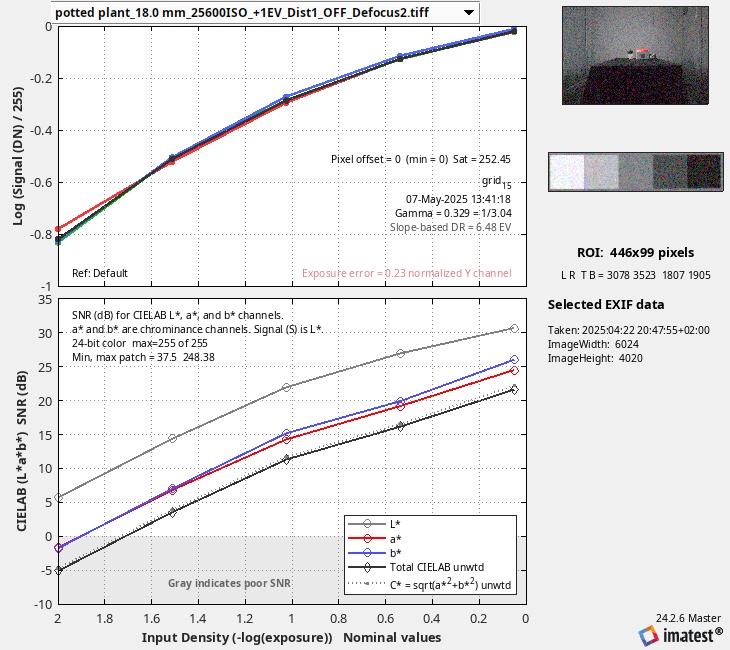 potted plant_18.0 mm_25600ISO_+1EV_Dist1_OFF_Defocus2.tiff
Log (Signal (DN) / 255)
0
-0.2
-0.4
-0.6
-0.8
-1
Pixel offset = 0 (min = 0) Sat = 252.45
grid_15
07-May-2025 13:41:18
Gamma = 0.329 = 1/3.04
Slope-based DR = 6.48 EV
Ref: Default
Exposure error = 0.23 normalized Y channel
CIELAB (L*a*b*) SNR (dB)
35
30
25
20
15
10
5
0
-5
-10
SNR (dB) for CIELAB L*, a*, and b* channels.
a* and b* are chrominance channels. Signal (S) is L*.
24-bit color max=255 of 255
Min, max patch = 37.5 248.38
L*
a*
b*
Total CIELAB unwtd
C* = sqrt(a*2+b*2) unwtd
Gray indicates poor SNR
2 1.8 1.6 1.4 1.2 1 0.8 0.6 0.4 0.2 0
Input Density (-log(exposure)) Nominal values
ROI: 446x99 pixels
L R T B = 3078 3523 1807 1905
Selected EXIF data
Taken: 2025:04:22 20:47:55+02:00
ImageWidth: 6024
ImageHeight: 4020
24.2.6 Master
imatest®